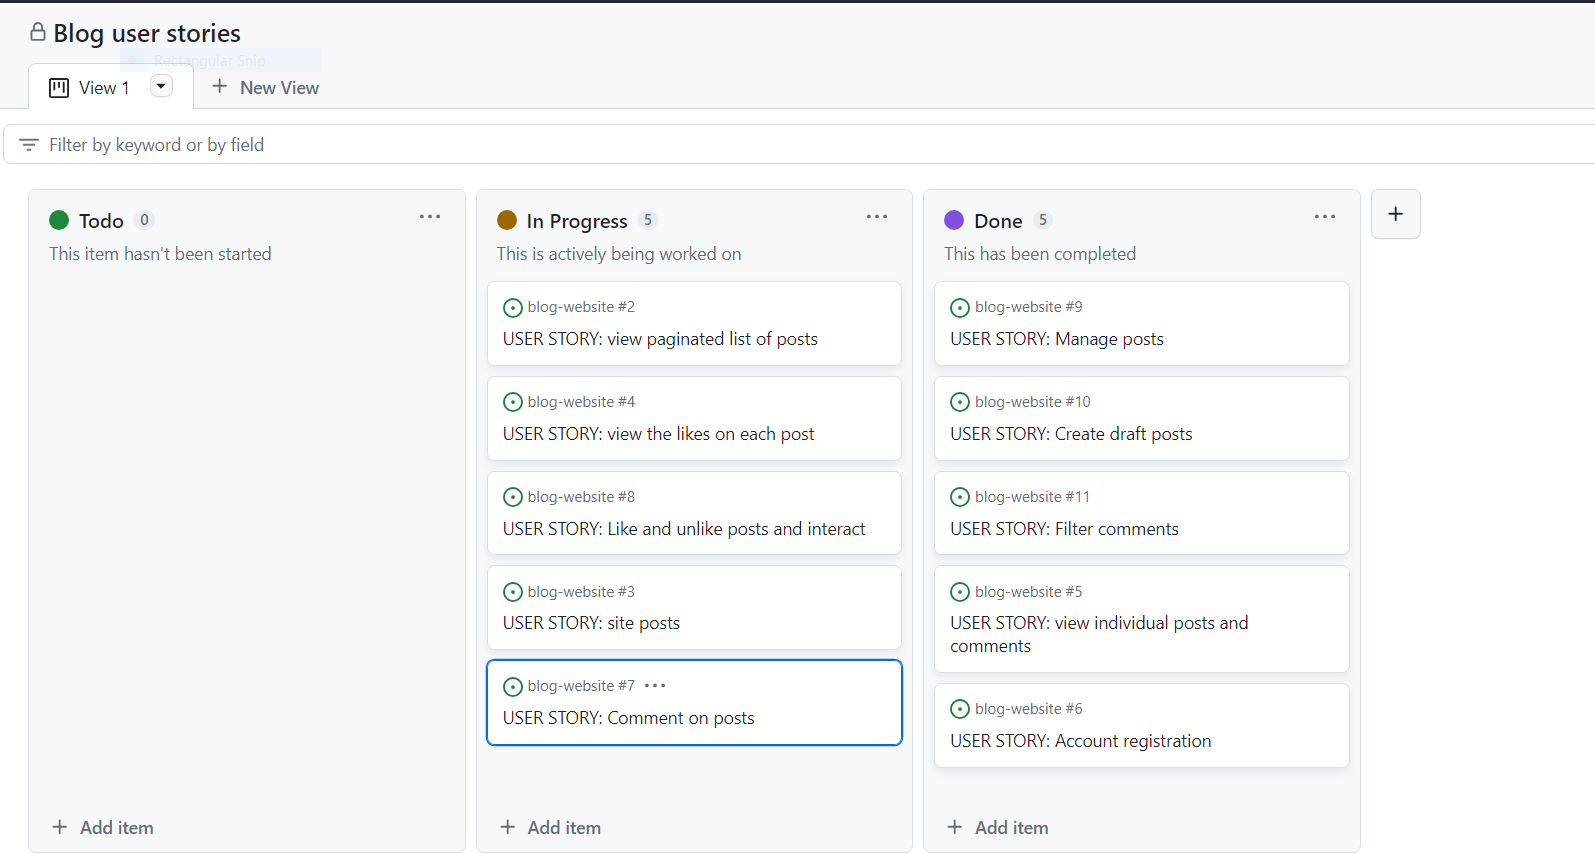 Blog user stories
Rectangular Snip
View 1
New View
Filter by keyword or by field
Todo 0
This item hasn't been started
Add item
In Progress 5
This is actively being worked on
blog-website #2
USER STORY: view paginated list of posts
blog-website #4
USER STORY: view the likes on each post
blog-website #8
USER STORY: Like and unlike posts and interact
blog-website #3
USER STORY: site posts
blog-website #7
USER STORY: Comment on posts
Add item
Done 5
This has been completed
blog-website #9
USER STORY: Manage posts
blog-website #10
USER STORY: Create draft posts
blog-website #11
USER STORY: Filter comments
blog-website #5
USER STORY: view individual posts and
comments
blog-website #6
USER STORY: Account registration
Add item